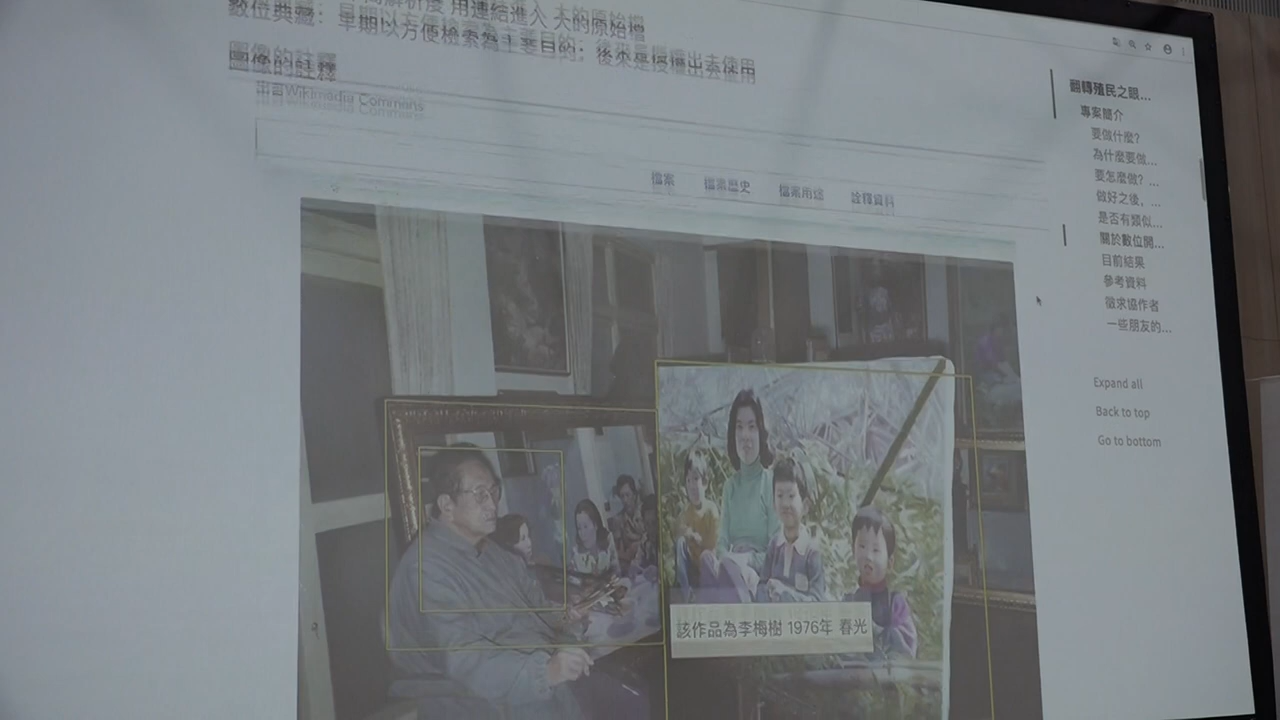 數位典藏：早期以方便檢索為主要目的；後來是授權出去使用
圖像的註釋
出自Wikimedia Commons
檔案 檔案歷史 檔案用途 詮釋資料
該作品為李梅樹 1976年 春光
翻轉殖民之眼...
專案簡介
要做什麼?
為什麼要做...
要怎麼做? ...
做好之後，...
是否有類似...
關於數位開...
目前結果
參考資料
徵求協作者
一些朋友的...
Expand all
Back to top
Go to bottom